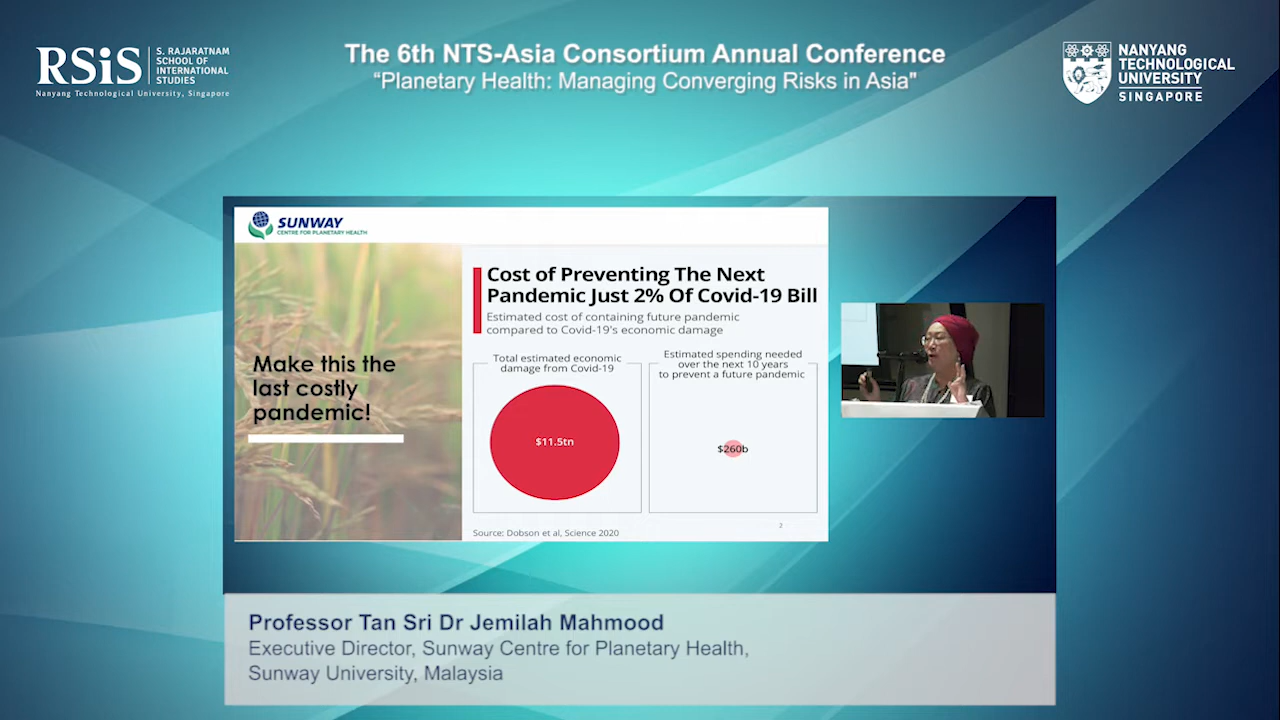 RSiS
S. RAJARATNAM
SCHOOL OF
INTERNATIONAL
STUDIES
Nanyang Technological University, Singapore
The 6th NTS-Asia Consortium Annual Conference
“Planetary Health: Managing Converging Risks in Asia"
NANYANG
TECHNOLOGICAL
UNIVERSITY
SINGAPORE
SUNWAY
CENTRE FOR PLANETARY HEALTH
Make this the
last costly
pandemic!
Cost of Preventing The Next
Pandemic Just 2% Of Covid-19 Bill
Estimated cost of containing future pandemic
compared to Covid-19's economic damage
Total estimated economic
damage from Covid-19
$11.5tn
Estimated spending needed
over the next 10 years
to prevent a future pandemic
$260b
2
Source: Dobson et al, Science 2020
Professor Tan Sri Dr Jemilah Mahmood
Executive Director, Sunway Centre for Planetary Health,
Sunway University, Malaysia